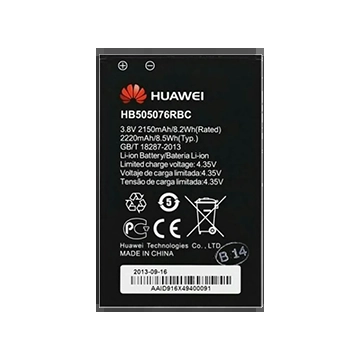 HUAWEI
HB505076RBC
3.8V 2150mAh/8.2Wh(Rated)
2220mAh/8.5Wh(Typ.)
GB/T 18287-2013
Li-ion Battery/Bateria Li-ion
Limited charge voltage: 4.35V
Voltaje de carga limitada: 4.35V
Tensão de carga limitada: 4.35V
5
Huawei Technologies Co., Ltd.
Made in China
B 14
2013-09-16
AAID916X49400091